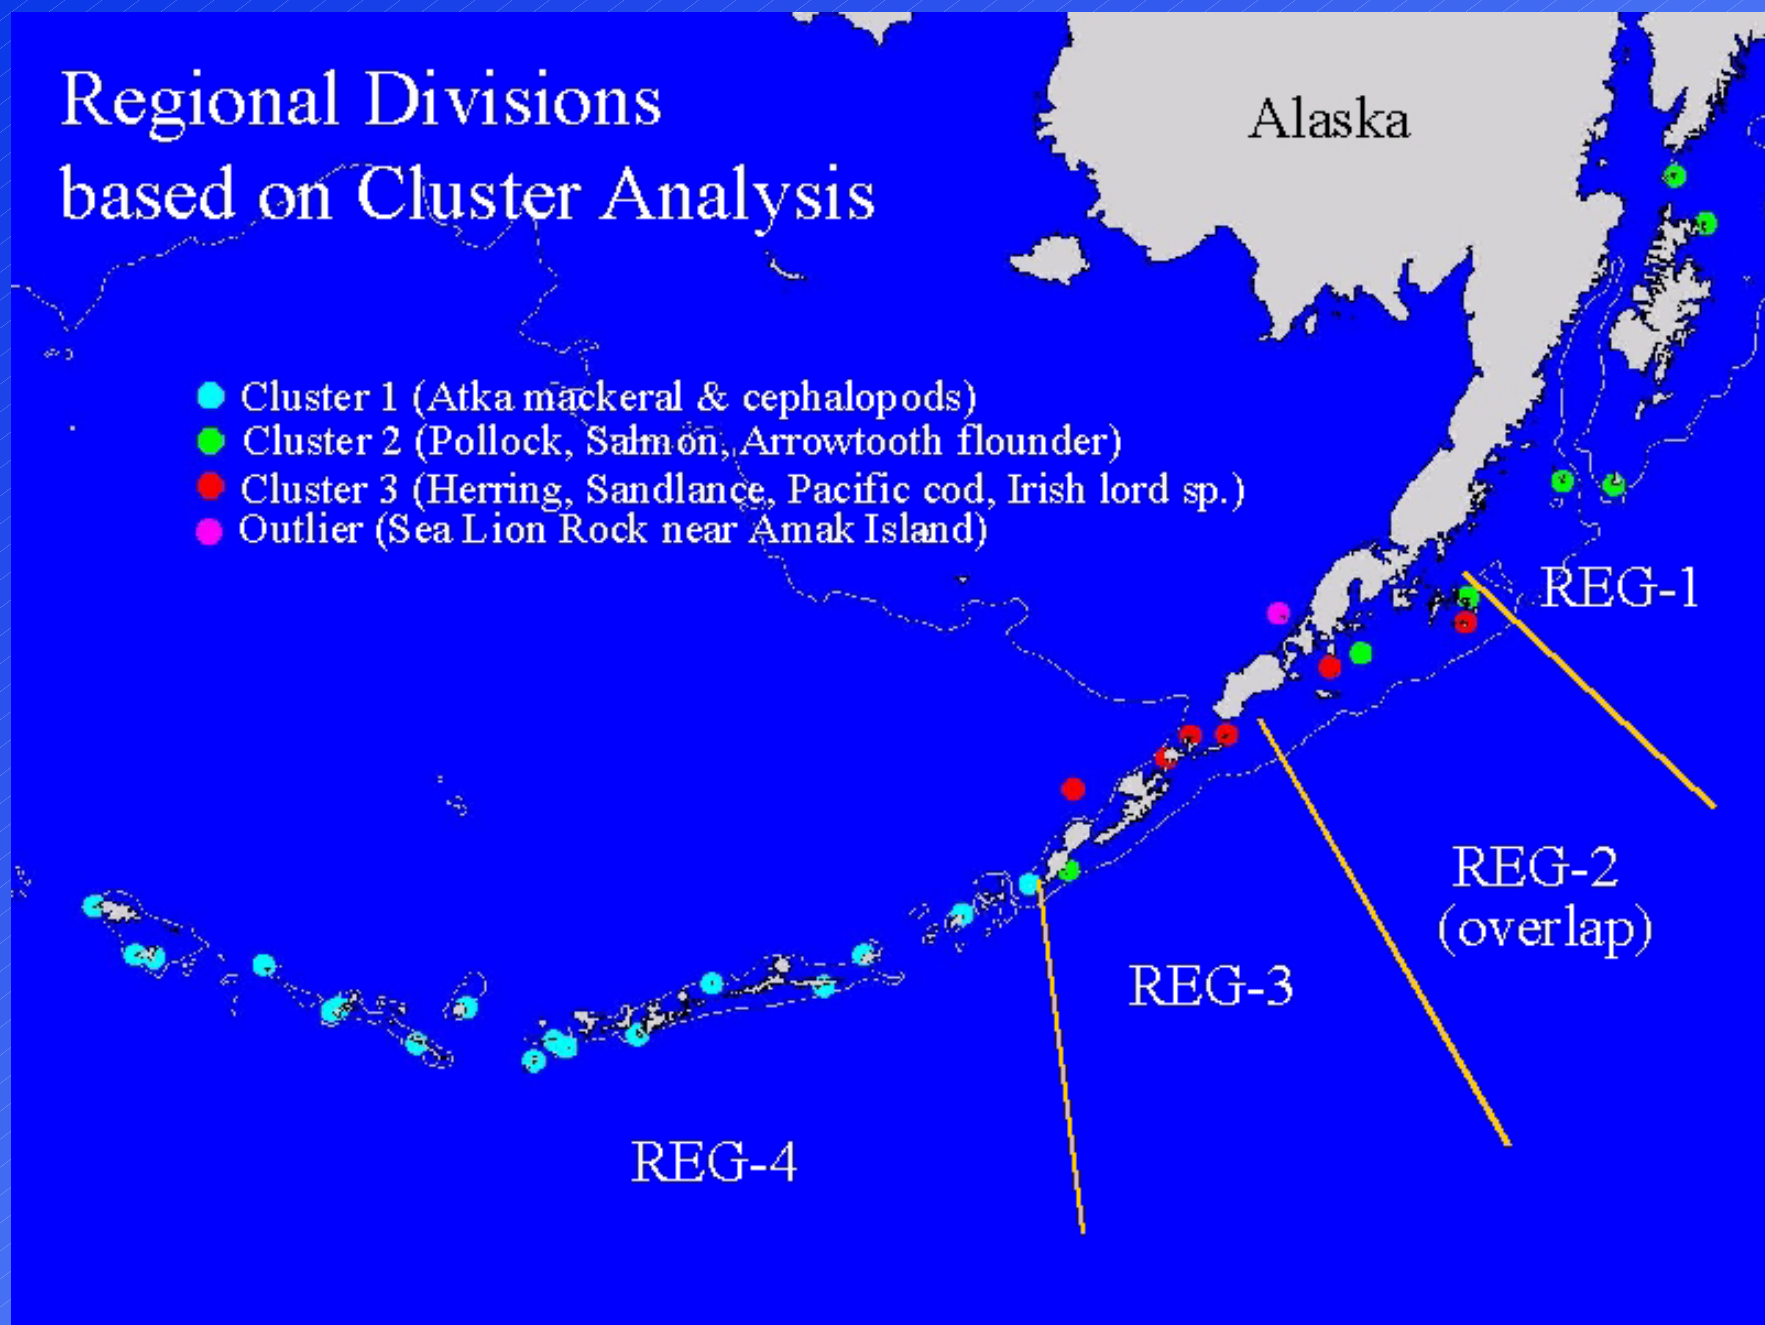 Regional Divisions
based on Cluster Analysis
Alaska
Cluster 1 (Atka mackeral & cephalopods)
Cluster 2 (Pollock, Salmon, Arrowtooth flounder)
Cluster 3 (Herring, Sandlance, Pacific cod, Irish lord sp.)
Outlier (Sea Lion Rock near Amak Island)
REG-1
REG-2
(overlap)
REG-3
REG-4